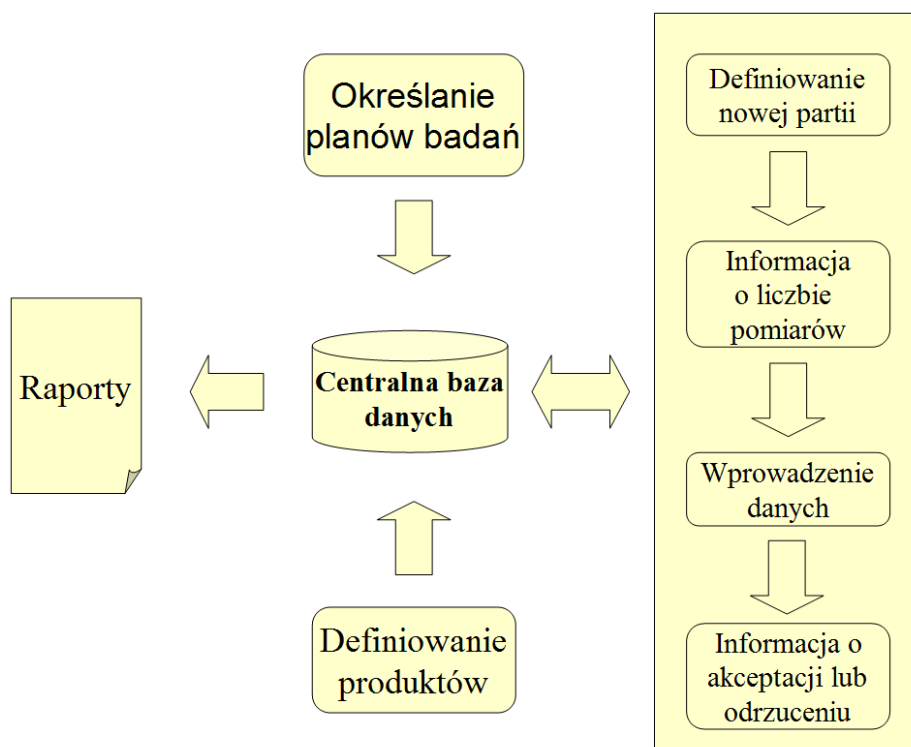 Określanie
planów badań
Definiowanie
nowej partii
Informacja
o liczbie
pomiarów
Raporty
Centralna baza
danych
Wprowadzenie
danych
Definiowanie
produktów
Informacja o
akceptacji lub
odrzuceniu